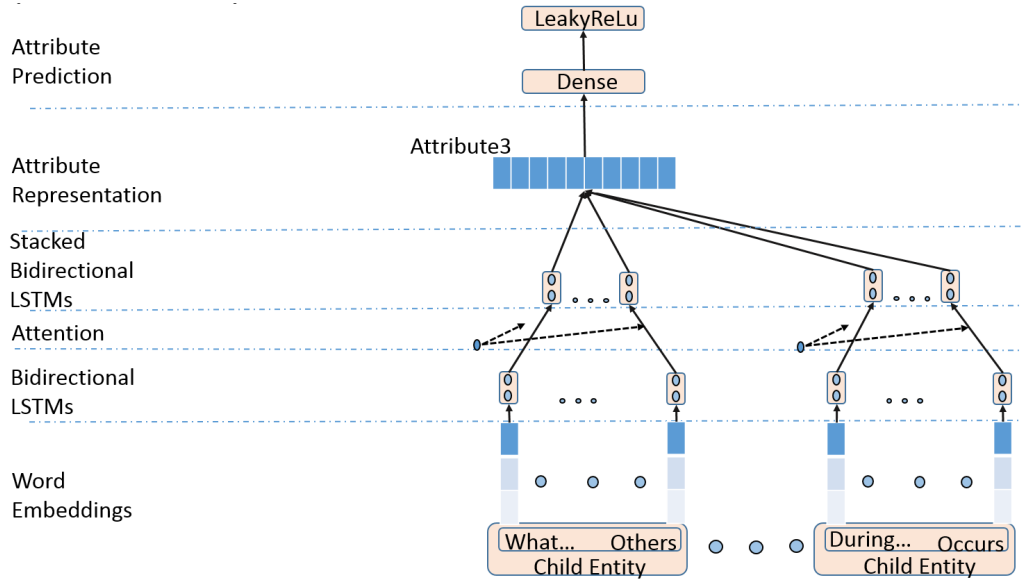 LeakyReLu
Attribute
Prediction
Dense
Attribute3
Attribute
Representation
Stacked
Bidirectional
LSTMs
Attention
Bidirectional
LSTMs
Word
Embeddings
What... Others
Child Entity
During... Occurs
Child Entity